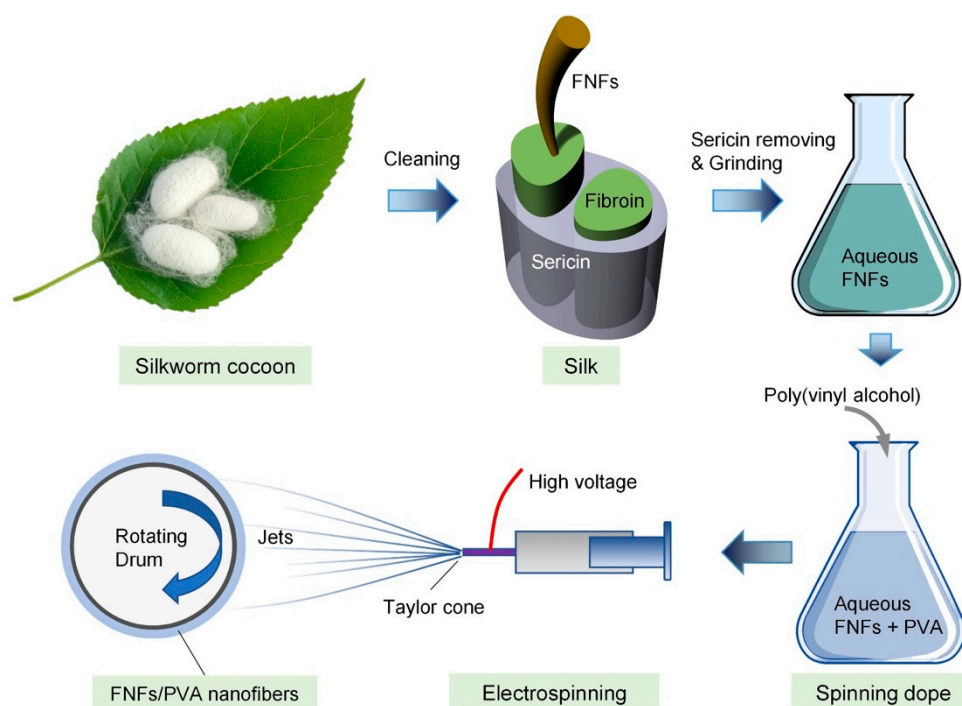 FNFs
Cleaning
Sericin removing
& Grinding
Fibroin
Sericin
Aqueous
FNFs
Silkworm cocoon
Silk
Poly(vinyl alcohol)
High voltage
Rotating
Drum
Jets
Taylor cone
Aqueous
FNFs + PVA
FNFs/PVA nanofibers
Electrospinning
Spinning dope